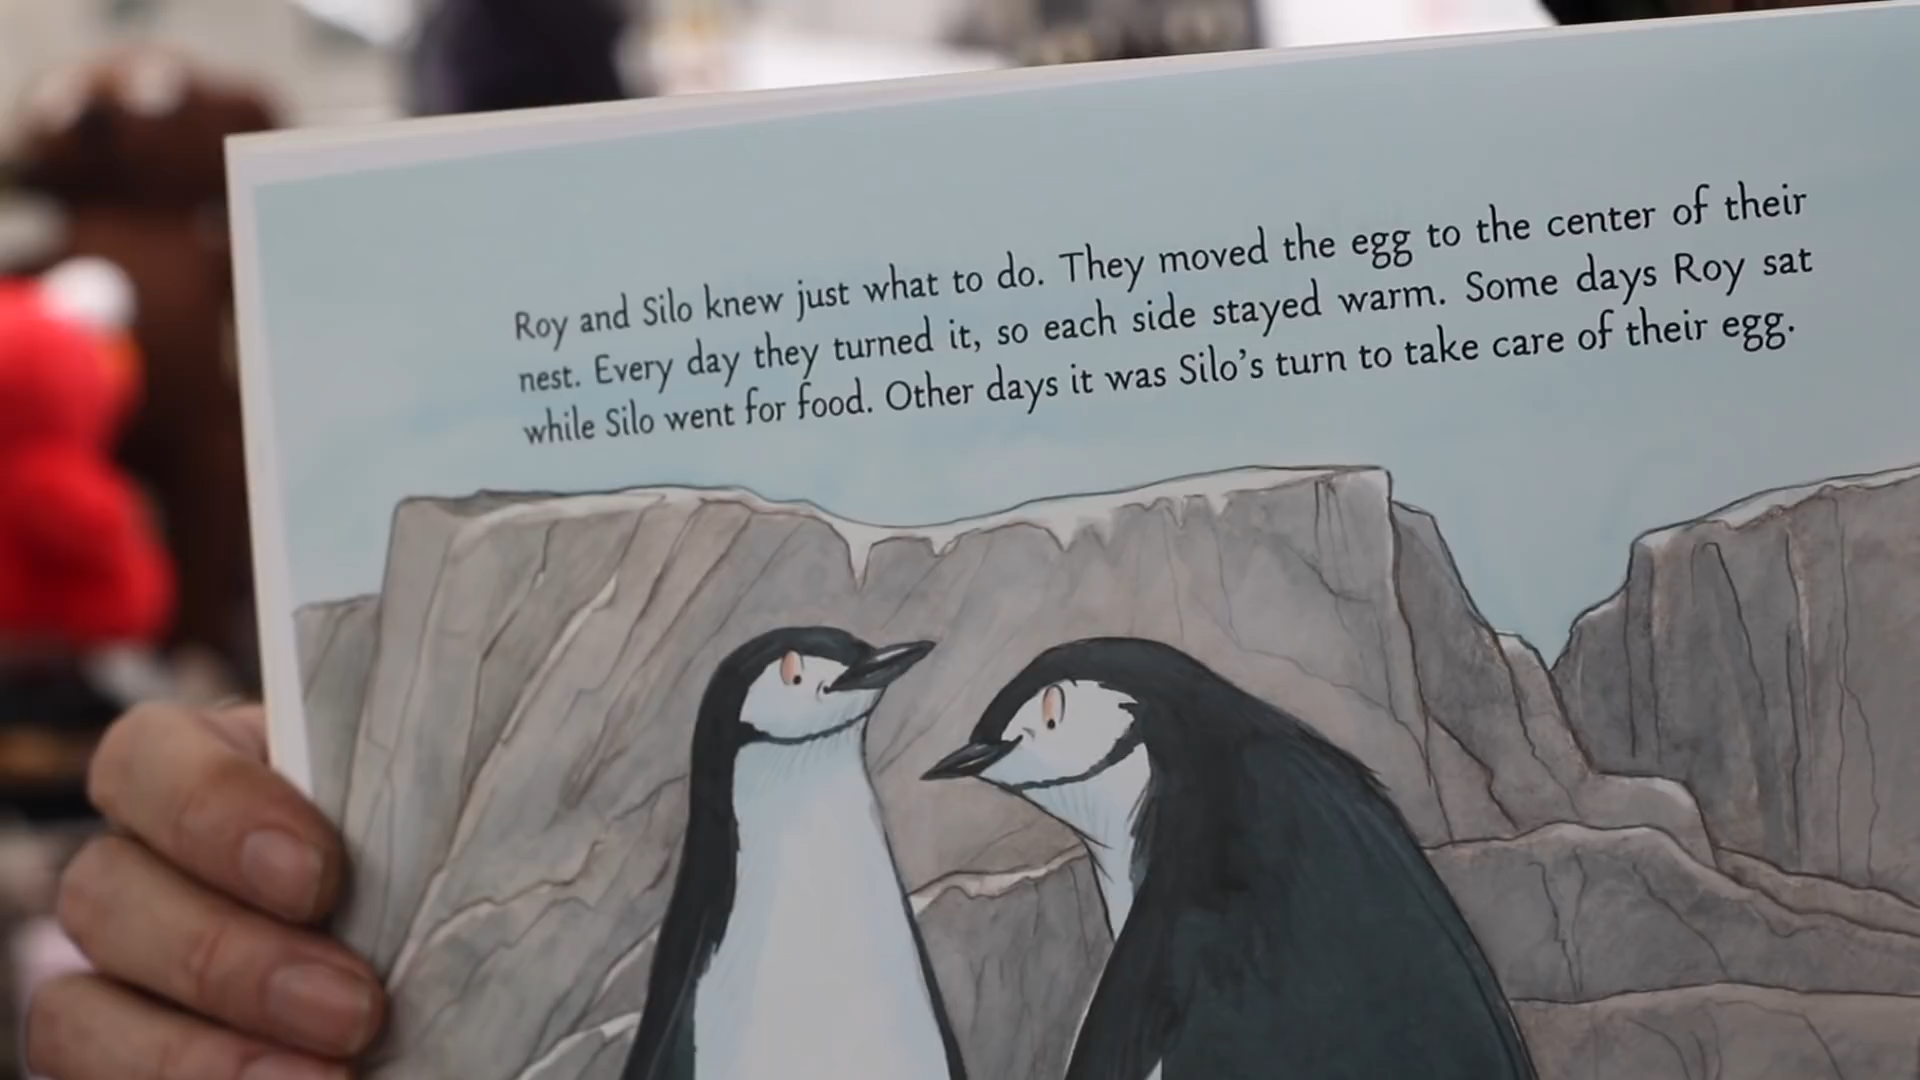 Roy and Silo knew just what to do. They moved the egg to the center of their
nest. Every day they turned it, so each side stayed warm. Some days Roy sat
while Silo went for food. Other days it was Silo's turn to take care of their egg.